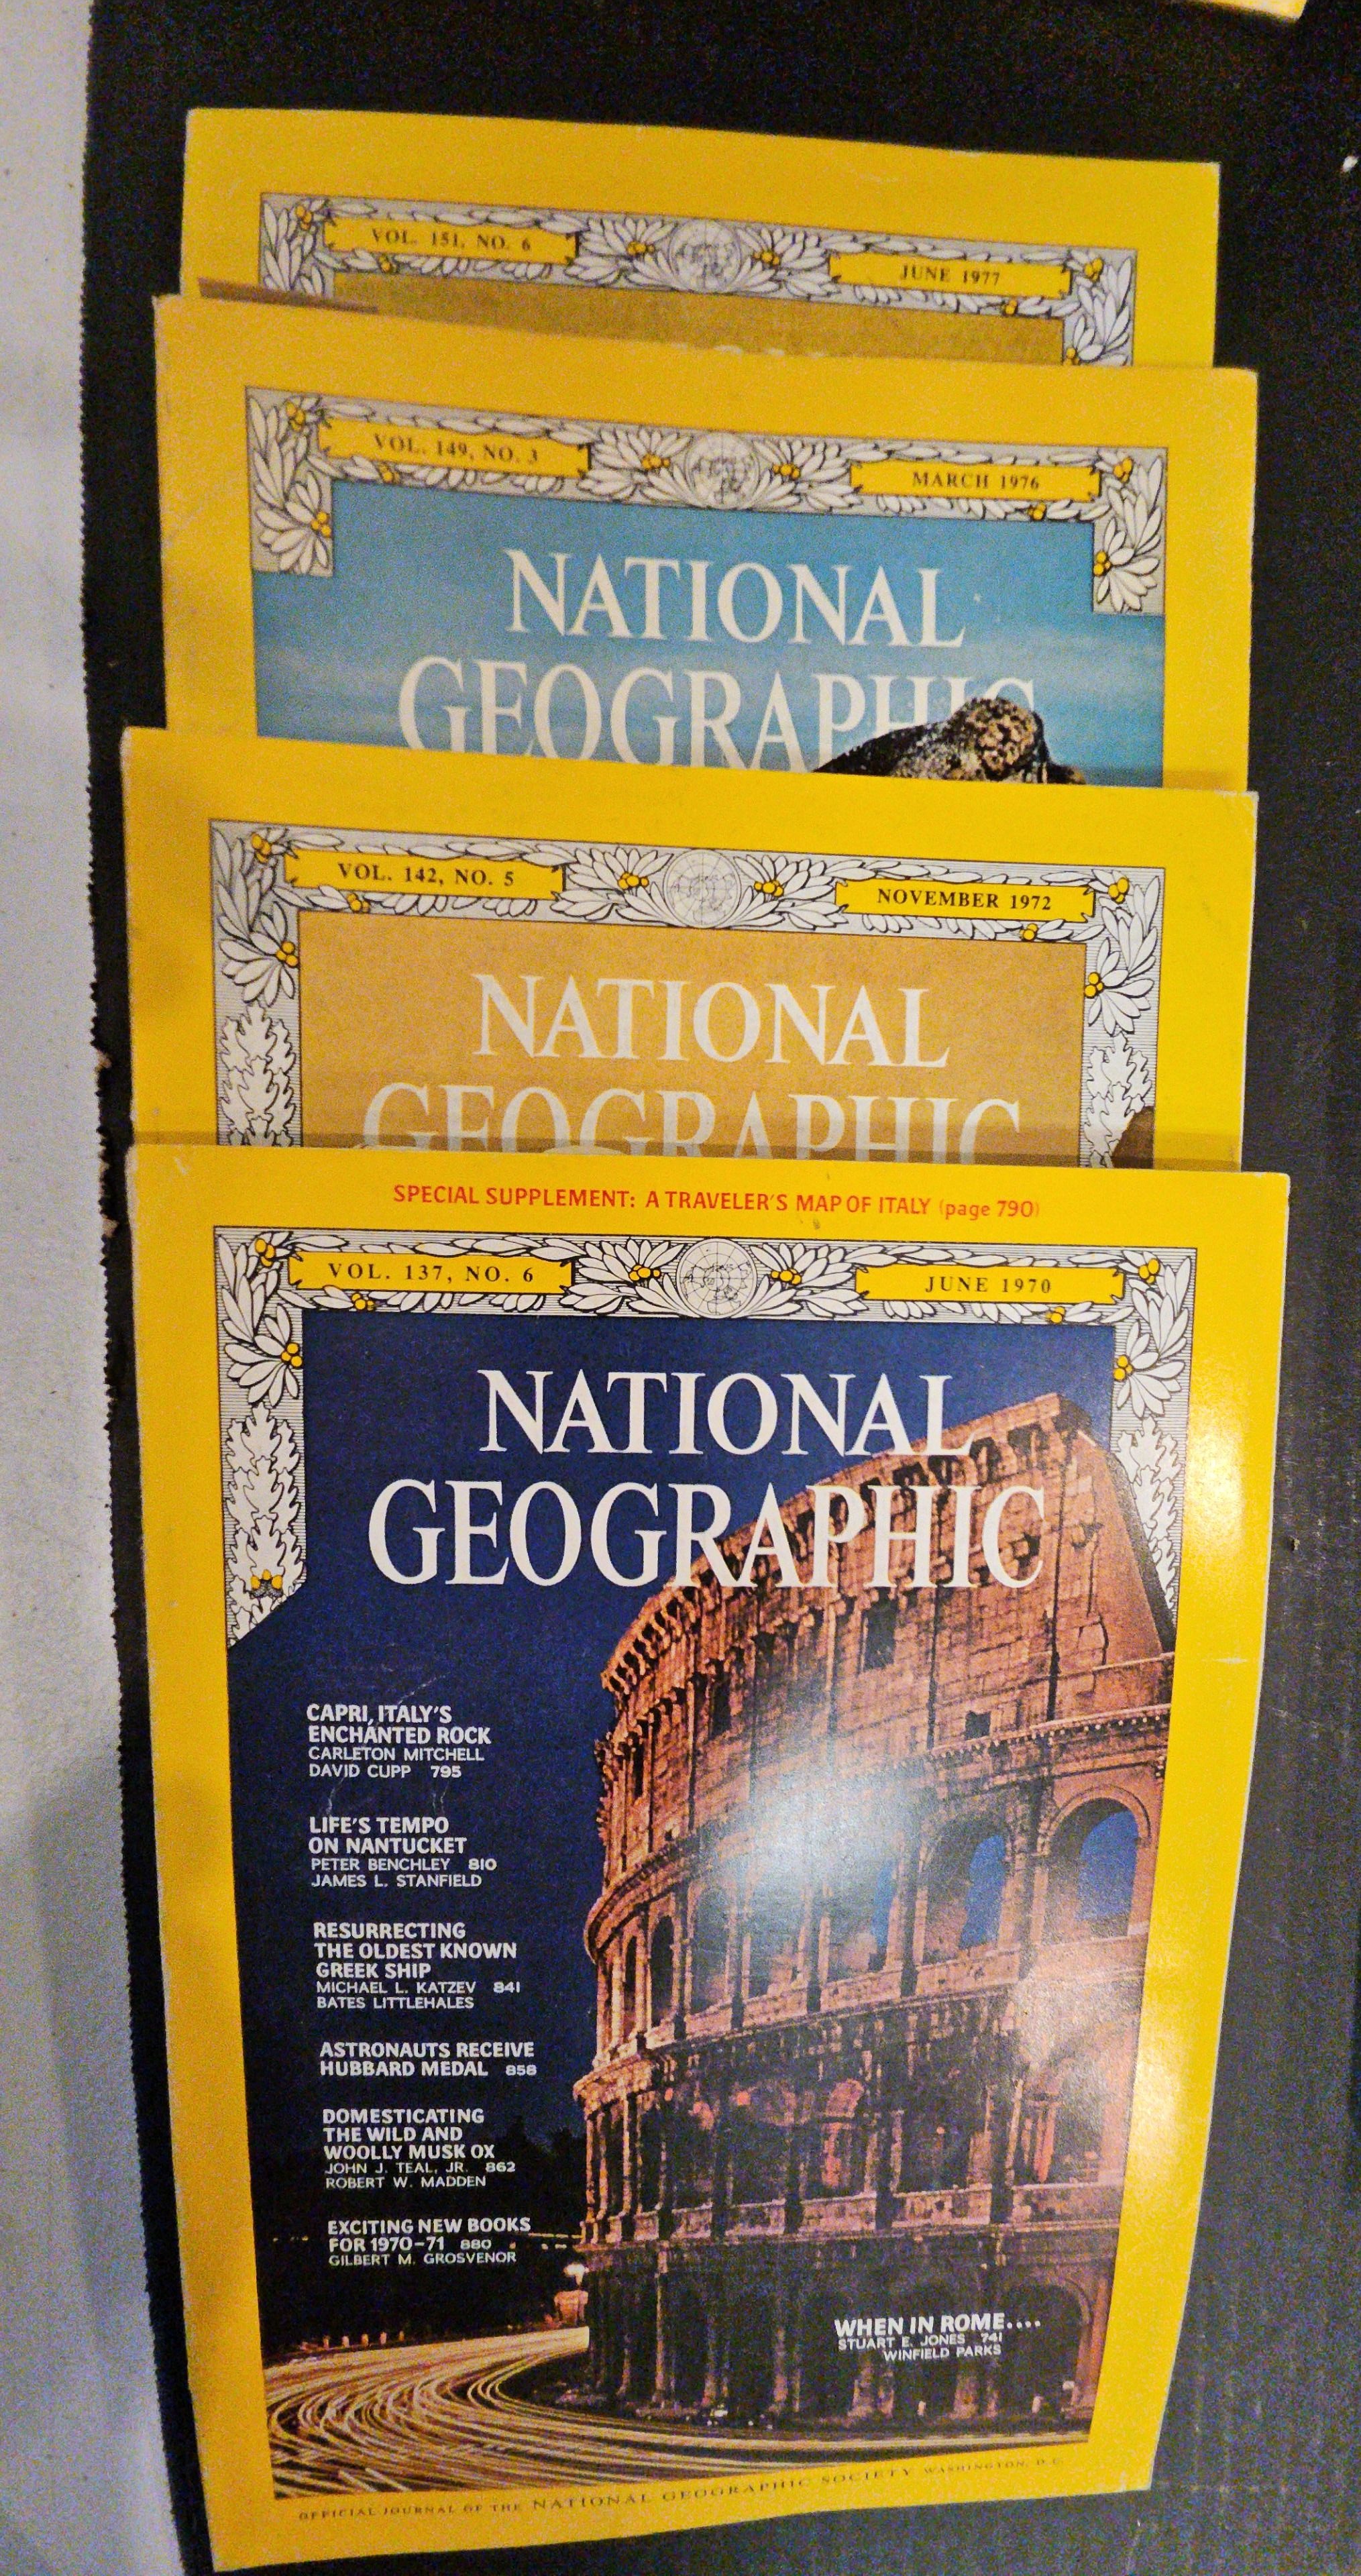 VOL. 151, NO. 6
JUNE 1977
VOL. 149, NO. 3
MARCH 1976
NATIONAL
GEOGRAPHIC
VOL. 142, NO. 5
NOVEMBER 1972
NATIONAL
GEOGRAPHIC
SPECIAL SUPPLEMENT: A TRAVELER'S MAP OF ITALY (page 790)
VOL. 137, NO. 6
JUNE 1970
NATIONAL
GEOGRAPHIC
CAPRI, ITALY'S
ENCHANTED ROCK
CARLETON MITCHELL
DAVID CUPP 795
LIFE'S TEMPO
ON NANTUCKET
PETER BENCHLEY 810
JAMES L. STANFIELD
RESURRECTING
THE OLDEST KNOWN
GREEK SHIP
MICHAEL L. KATZEV 841
BATES LITTLEHALES
ASTRONAUTS RECEIVE
HUBBARD MEDAL 858
DOMESTICATING
THE WILD AND
WOOLLY MUSK OX
JOHN J. TEAL, JR. 862
ROBERT W. MADDEN
EXCITING NEW BOOKS
FOR 1970-71 880
GILBERT M. GROSVENOR
WHEN IN ROME....
STUART E. JONES 741
WINFIELD PARKS
OFFICIAL JOURNAL OF THE NATIONAL GEOGRAPHIC SOCIETY WASHINGTON, D.C.